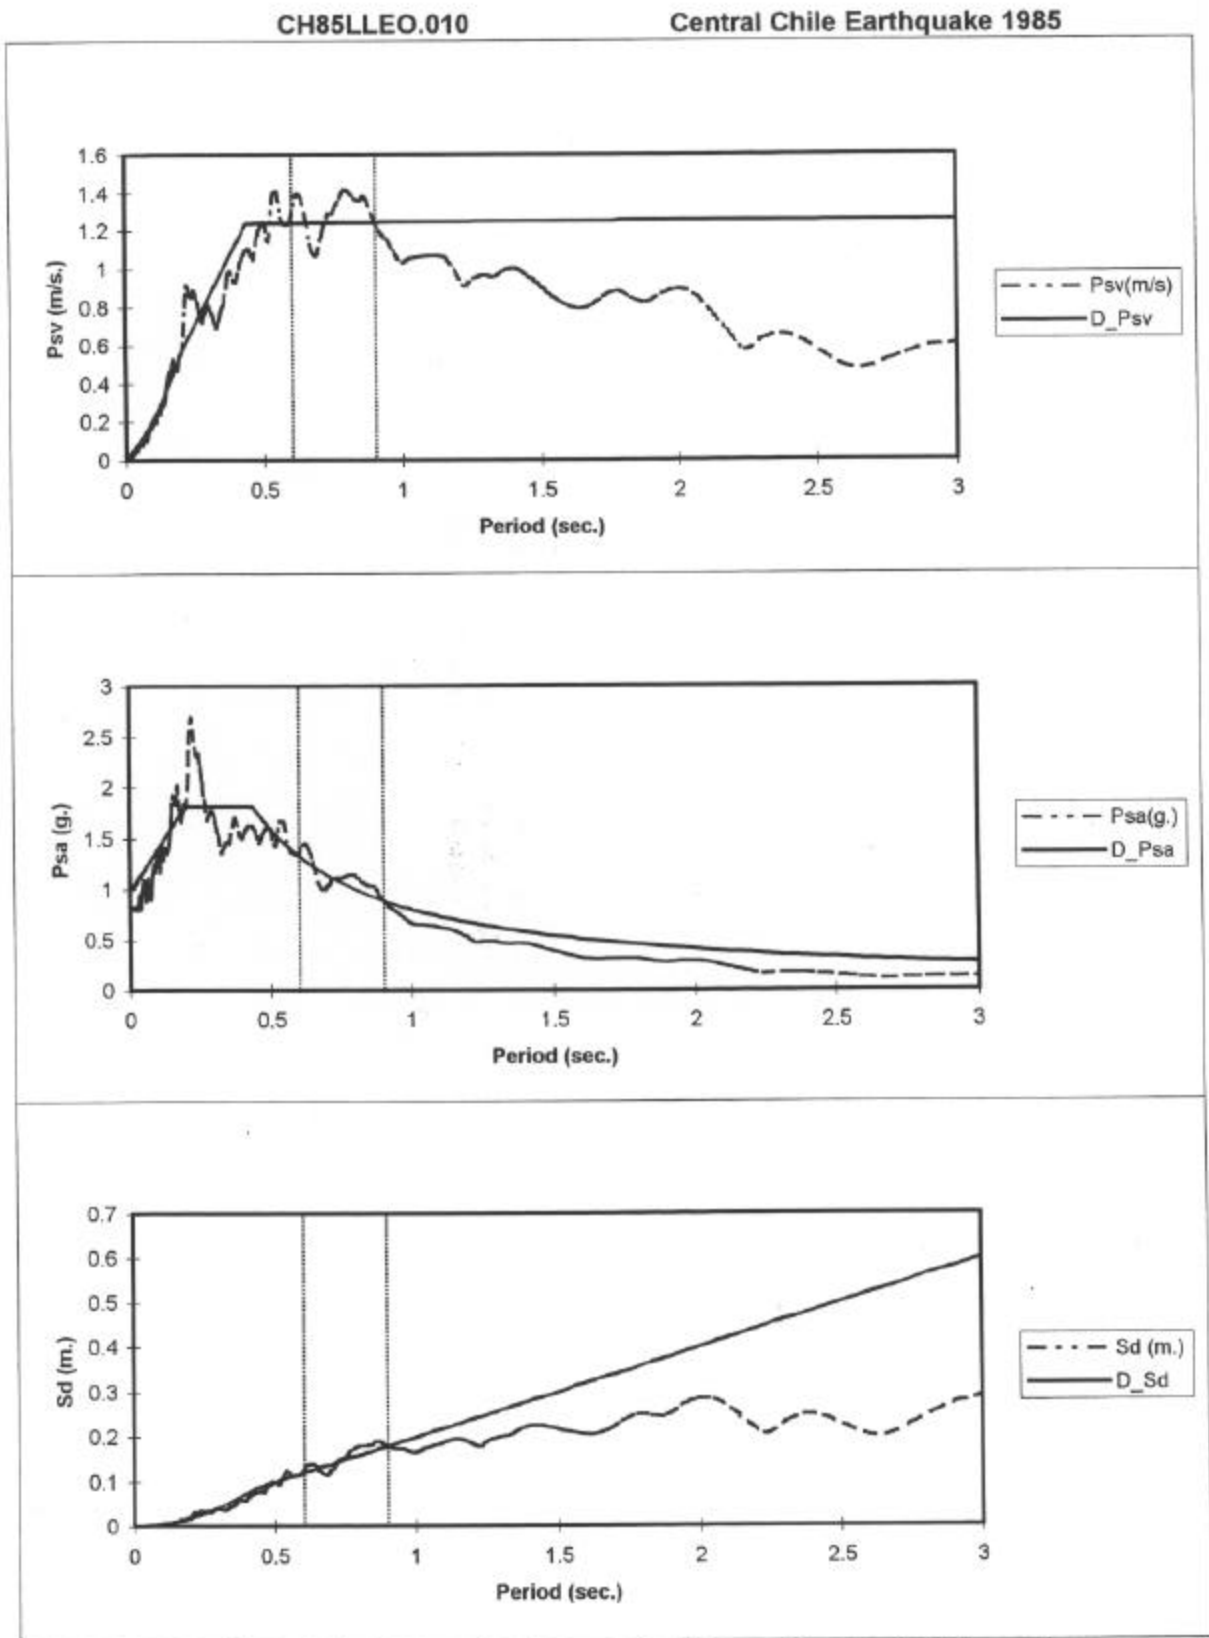 CH85LLEO.010 Central Chile Earthquake 1985
1.6
1.4
1.2
1
0.8
0.6
0.4
0.2
0
Psv (m/s.)
0 0.5 1 1.5 2 2.5 3
Period (sec.)
Psv(m/s)
D_Psv
3
2.5
2
1.5
1
0.5
0
Psa (g.)
0 0.5 1 1.5 2 2.5 3
Period (sec.)
Psa(g.)
D_Psa
0.7
0.6
0.5
0.4
0.3
0.2
0.1
0
Sd (m.)
0 0.5 1 1.5 2 2.5 3
Period (sec.)
Sd (m.)
D_Sd